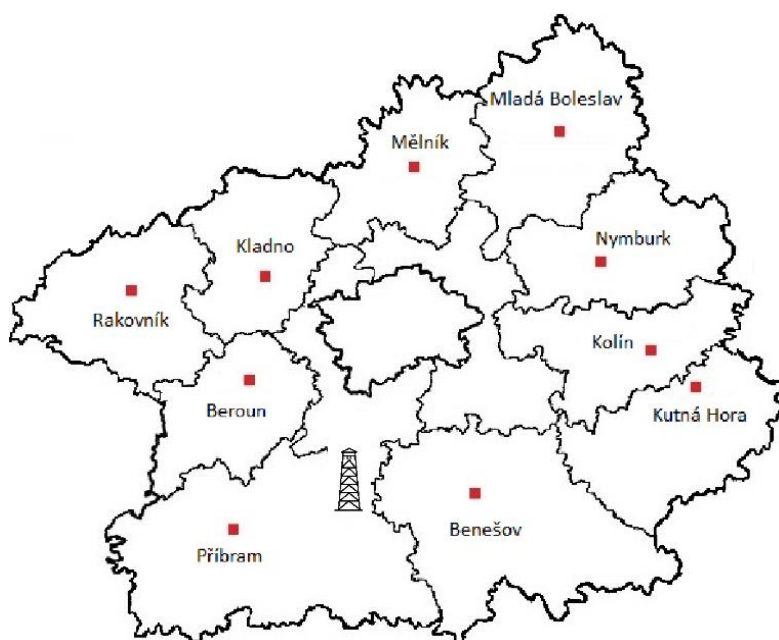 Mladá Boleslav
Mělník
Kladno
Nymburk
Rakovník
Kolín
Beroun
Kutná Hora
Benešov
Příbram